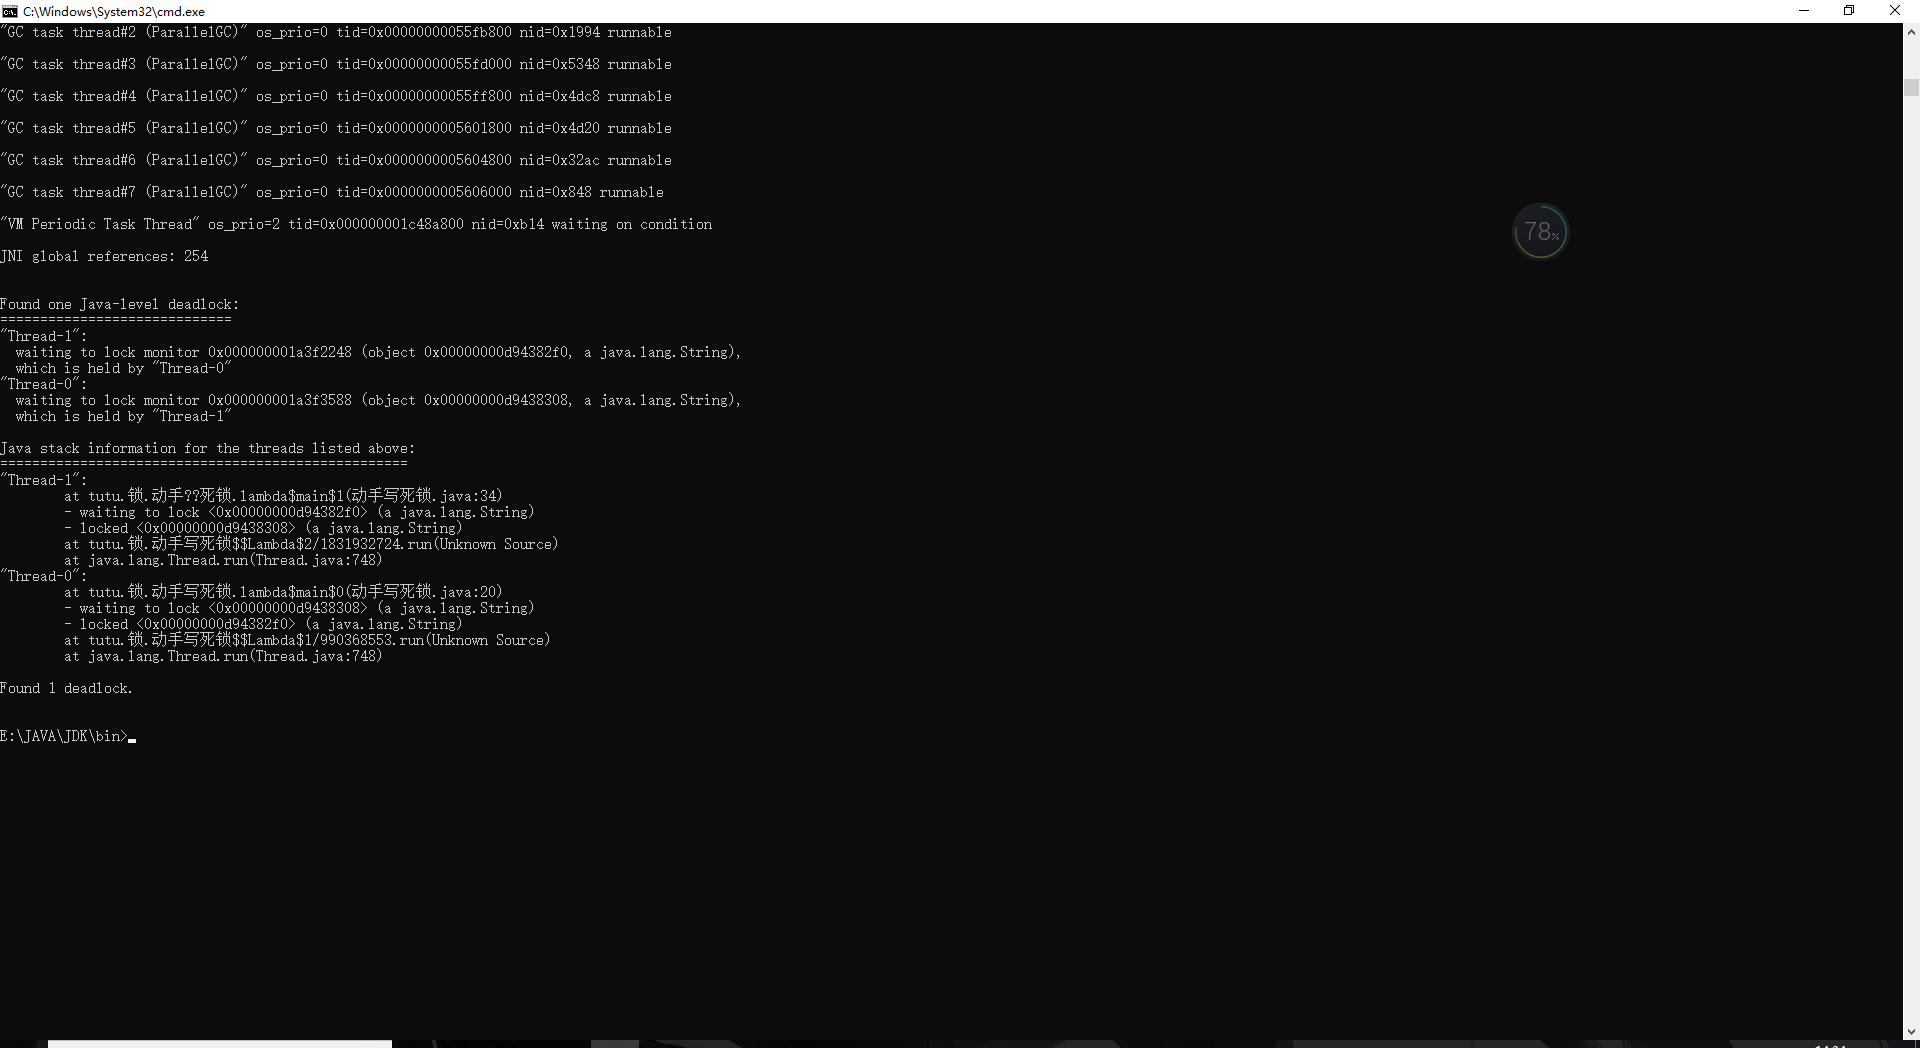 C:\Windows\System32\cmd.exe
"GC task thread#2 (ParallelGC)" os_prio=0 tid=0x00000000055fb800 nid=0x1994 runnable
"GC task thread#3 (ParallelGC)" os_prio=0 tid=0x00000000055fd000 nid=0x5348 runnable
"GC task thread#4 (ParallelGC)" os_prio=0 tid=0x00000000055ff800 nid=0x4dc8 runnable
"GC task thread#5 (ParallelGC)" os_prio=0 tid=0x0000000005601800 nid=0x4d20 runnable
"GC task thread#6 (ParallelGC)" os_prio=0 tid=0x0000000005604800 nid=0x32ac runnable
"GC task thread#7 (ParallelGC)" os_prio=0 tid=0x0000000005606000 nid=0x848 runnable
"VM Periodic Task Thread" os_prio=2 tid=0x000000001c48a800 nid=0xb14 waiting on condition
78%
JNI global references: 254
Found one Java-level deadlock:
=============================
"Thread-1":
  waiting to lock monitor 0x000000001a3f2248 (object 0x00000000d94382f0, a java.lang.String),
  which is held by "Thread-0"
"Thread-0":
  waiting to lock monitor 0x000000001a3f3588 (object 0x00000000d9438308, a java.lang.String),
  which is held by "Thread-1"
Java stack information for the threads listed above:
===================================================
"Thread-1":
        at tutu.锁.动手??死锁.lambda$main$1(动手写死锁.java:34)
        - waiting to lock <0x00000000d94382f0> (a java.lang.String)
        - locked <0x00000000d9438308> (a java.lang.String)
        at tutu.锁.动手写死锁$$Lambda$2/1831932724.run(Unknown Source)
        at java.lang.Thread.run(Thread.java:748)
"Thread-0":
        at tutu.锁.动手写死锁.lambda$main$0(动手写死锁.java:20)
        - waiting to lock <0x00000000d9438308> (a java.lang.String)
        - locked <0x00000000d94382f0> (a java.lang.String)
        at tutu.锁.动手写死锁$$Lambda$1/990368553.run(Unknown Source)
        at java.lang.Thread.run(Thread.java:748)
Found 1 deadlock.
E:\JAVA\JDK\bin>